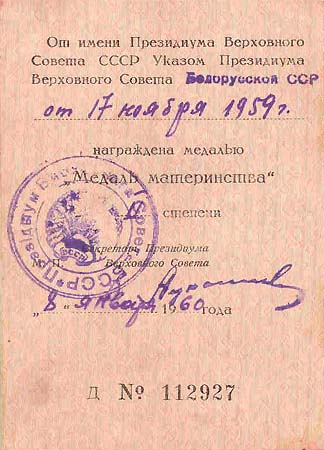 От имени Президиума Верховного
Совета СССР Указом Президиума
Верховного Совета Белорусской ССР
от 17 ноября 1959 г.
награждена медалью
„Медаль материнства“
II степени
Секретарь Президиума
М. П. Верховного Совета
„8“ января 1960 года
Д № 112927